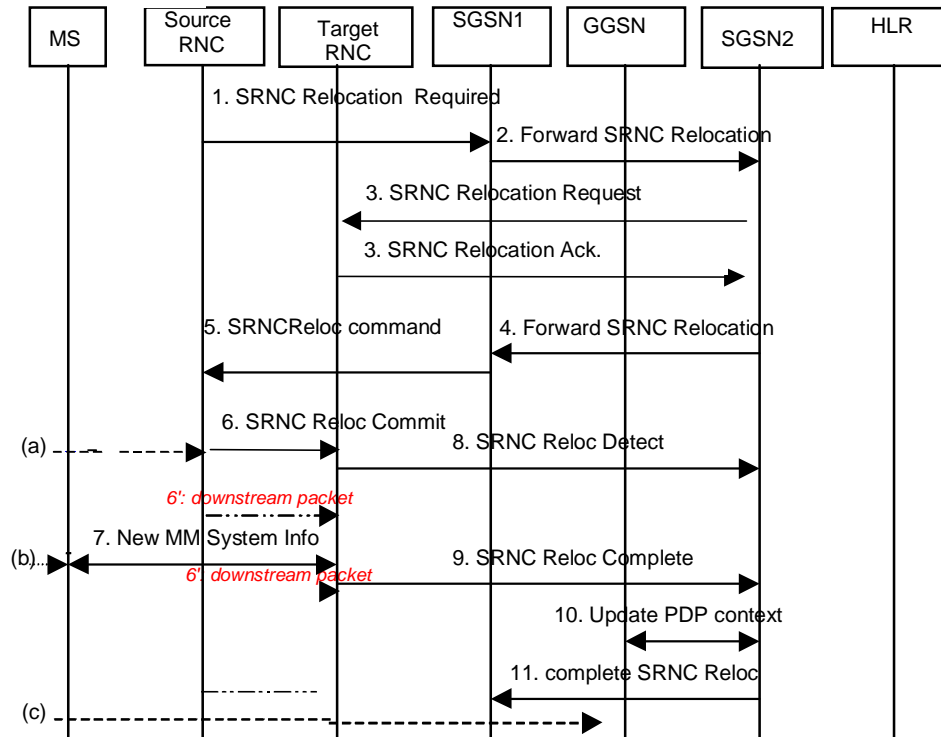 MS
Source
RNC
Target
RNC
SGSN1
GGSN
SGSN2
HLR
1. SRNC Relocation Required
2. Forward SRNC Relocation
3. SRNC Relocation Request
3. SRNC Relocation Ack.
5. SRNCReloc command
4. Forward SRNC Relocation
6. SRNC Reloc Commit
(a)
8. SRNC Reloc Detect
6': downstream packet
7. New MM System Info
(b)
9. SRNC Reloc Complete
6': downstream packet
10. Update PDP context
11. complete SRNC Reloc
(c)